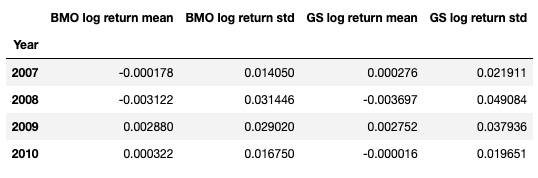 BMO log return mean BMO log return std GS log return mean GS log return std
Year
2007 -0.000178 0.014050 0.000276 0.021911
2008 -0.003122 0.031446 -0.003697 0.049084
2009 0.002880 0.029020 0.002752 0.037936
2010 0.000322 0.016750 -0.000016 0.019651